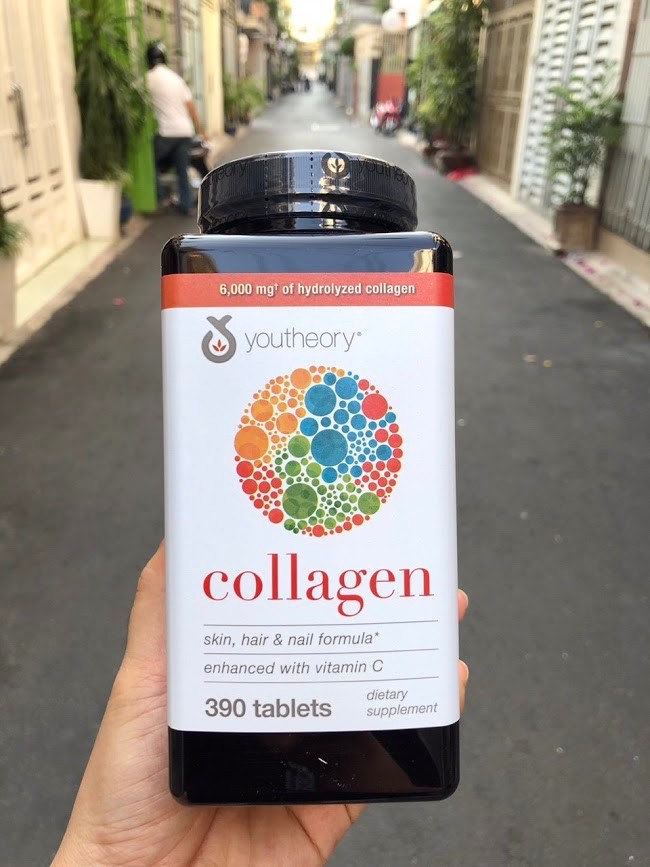 youtheory
6,000 mg† of hydrolyzed collagen
youtheory®
collagen
skin, hair & nail formula*
enhanced with vitamin C
390 tablets
dietary
supplement